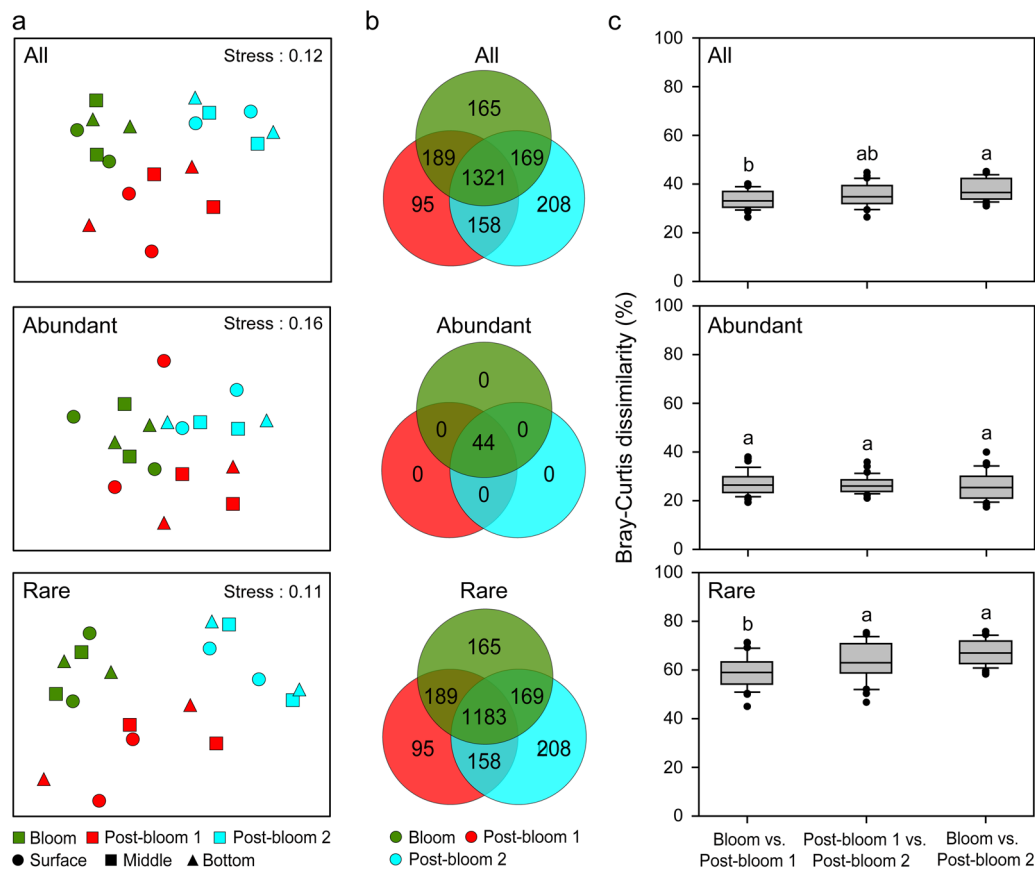 a
All
Stress : 0.12
Abundant
Stress : 0.16
Rare
Stress : 0.11
Bloom Post-bloom 1 Post-bloom 2
Surface Middle Bottom
b
All
165
189 169
1321
95 208
158
Abundant
0
0 0
44
0 0
0
Rare
165
189 169
1183
95 208
158
Bloom Post-bloom 1
Post-bloom 2
c
Bray-Curtis dissimilarity (%)
100
All
80
60
b ab a
40
20
0
100
Abundant
80
60
a a a
40
20
0
100
Rare
80
b a a
60
40
20
0
Bloom vs. Post-bloom 1 vs. Bloom vs.
Post-bloom 1 Post-bloom 2 Post-bloom 2